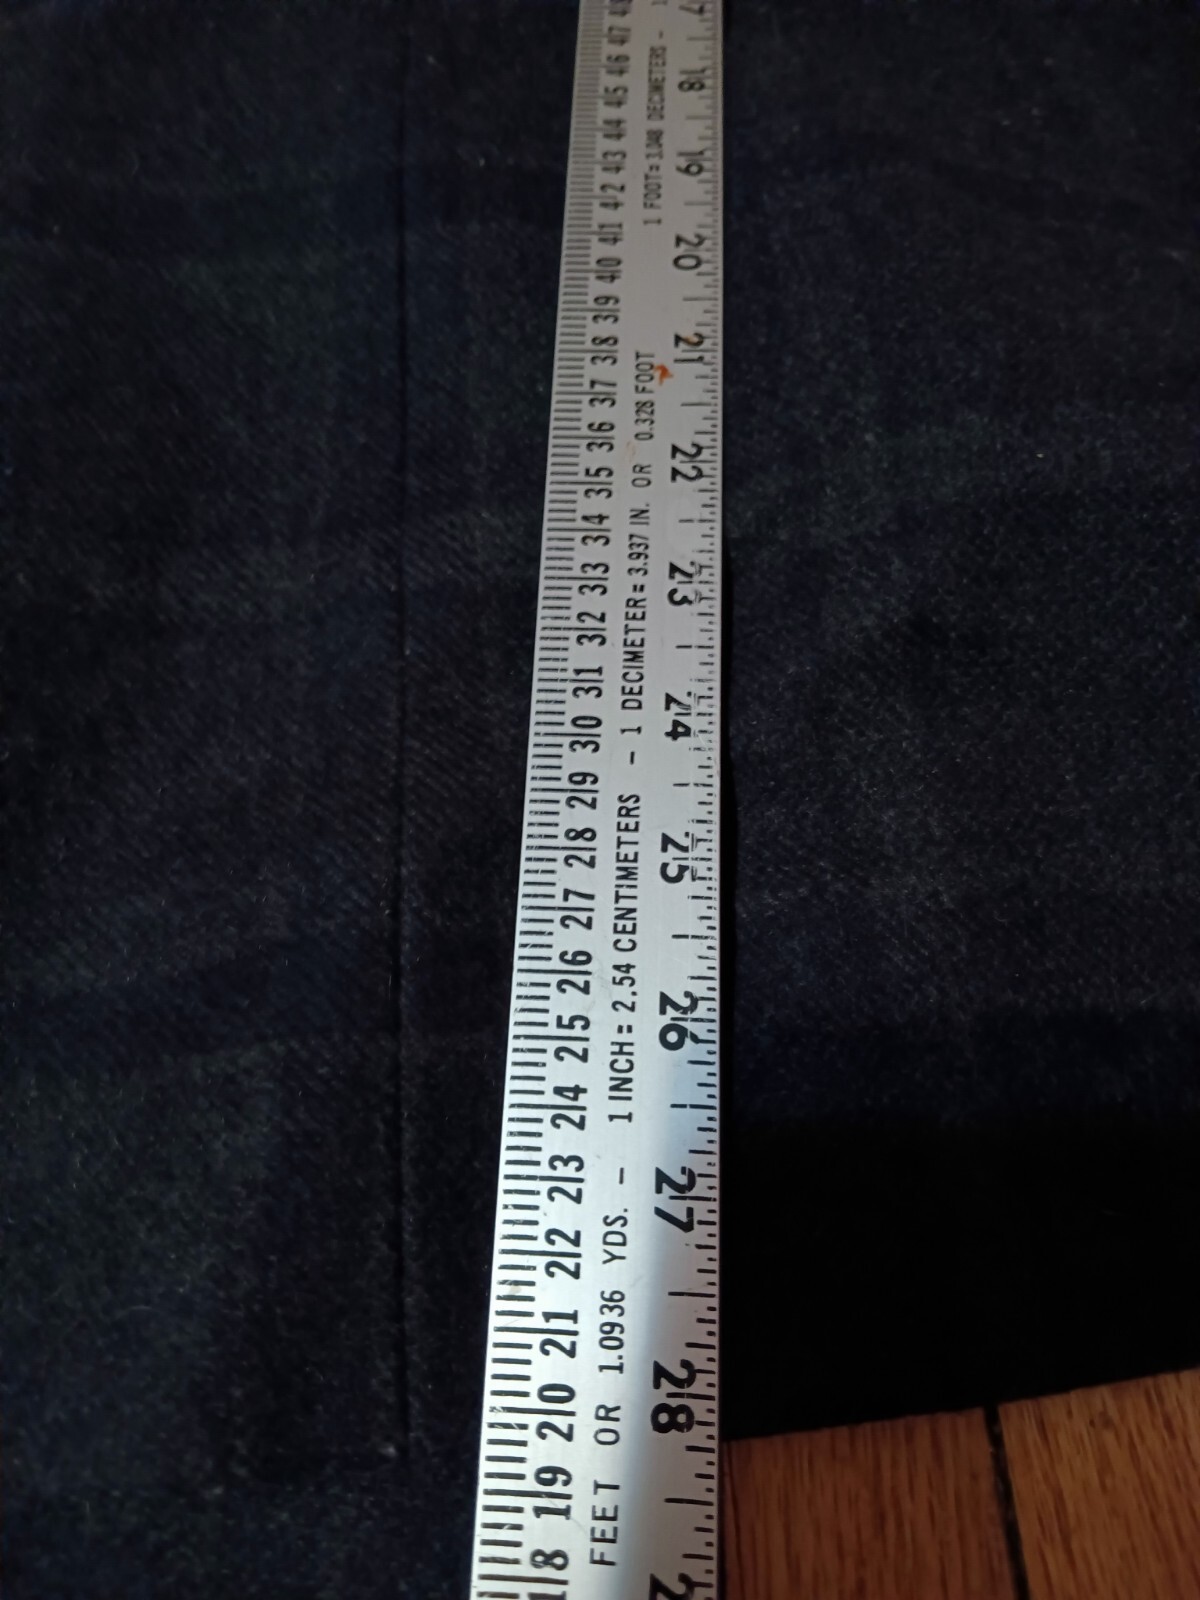 18 19 20 21 22 23 24 25 26 27 28 29 30 31 32 33 34 35 36 37 38 39 40 41 42 43 44 45 46 47 48
FEET OR 1.0936 YDS. - 1 INCH = 2.54 CENTIMETERS - 1 DECIMETER = 3.937 IN. OR 0.328 FOOT 1 FOOT = 3.048 DECIMETERS -
18 19 20 21 22 23 24 25 26 27 28